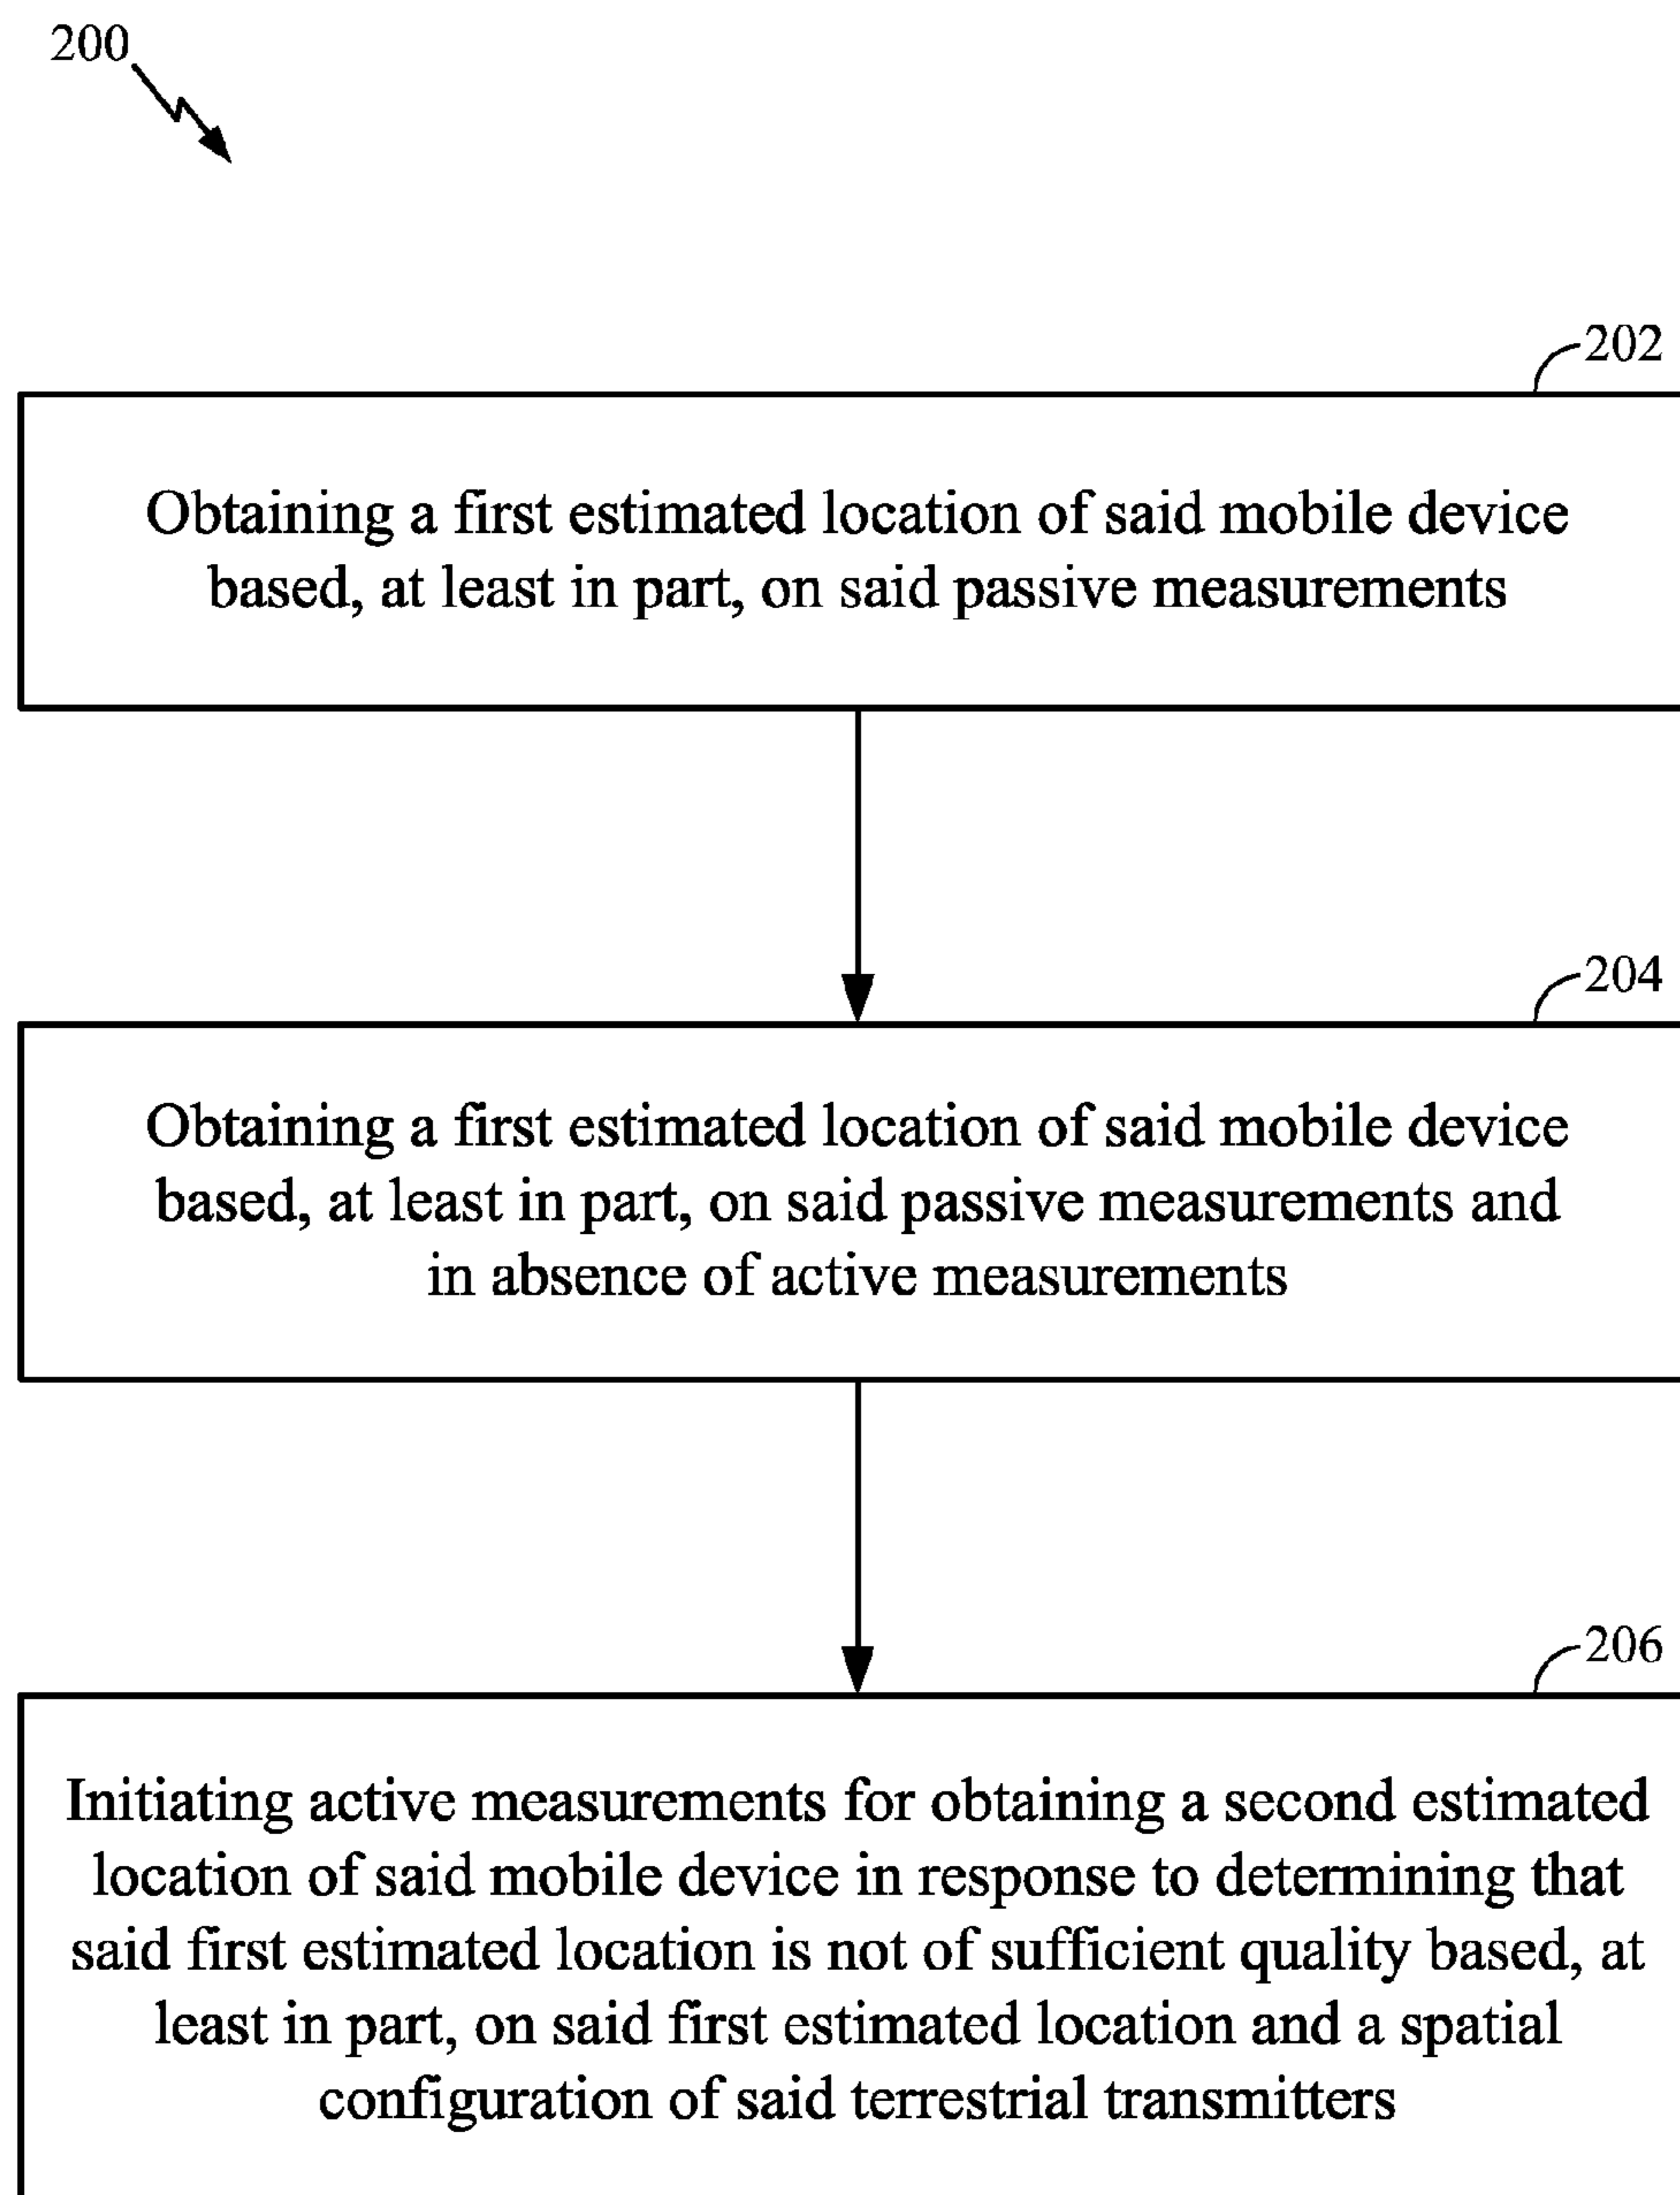 200
202
Obtaining a first estimated location of said mobile device
based, at least in part, on said passive measurements
204
Obtaining a first estimated location of said mobile device
based, at least in part, on said passive measurements and
in absence of active measurements
206
Initiating active measurements for obtaining a second estimated
location of said mobile device in response to determining that
said first estimated location is not of sufficient quality based, at
least in part, on said first estimated location and a spatial
configuration of said terrestrial transmitters